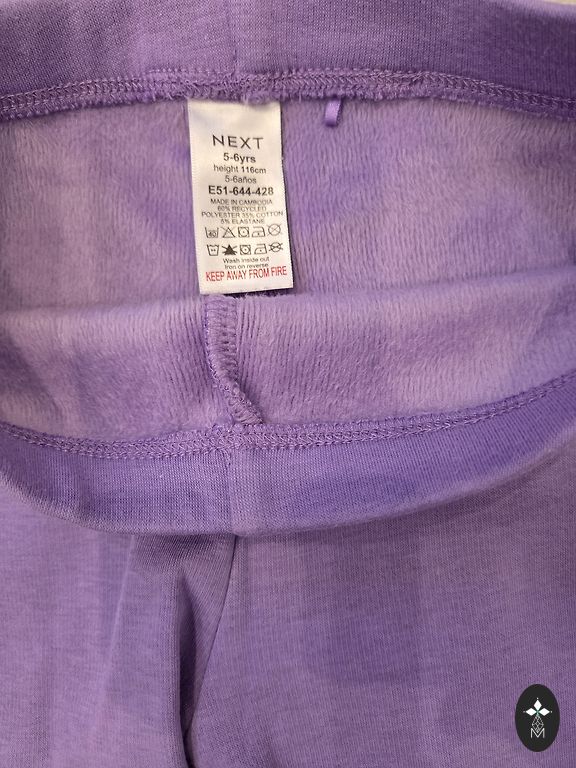 NEXT
5-6yrs
height 116cm
5-6años
E51-644-428
MADE IN CAMBODIA
60% RECYCLED
POLYESTER 35% COTTON
5% ELASTANE
40
Wash inside out
Iron on reverse
KEEP AWAY FROM FIRE